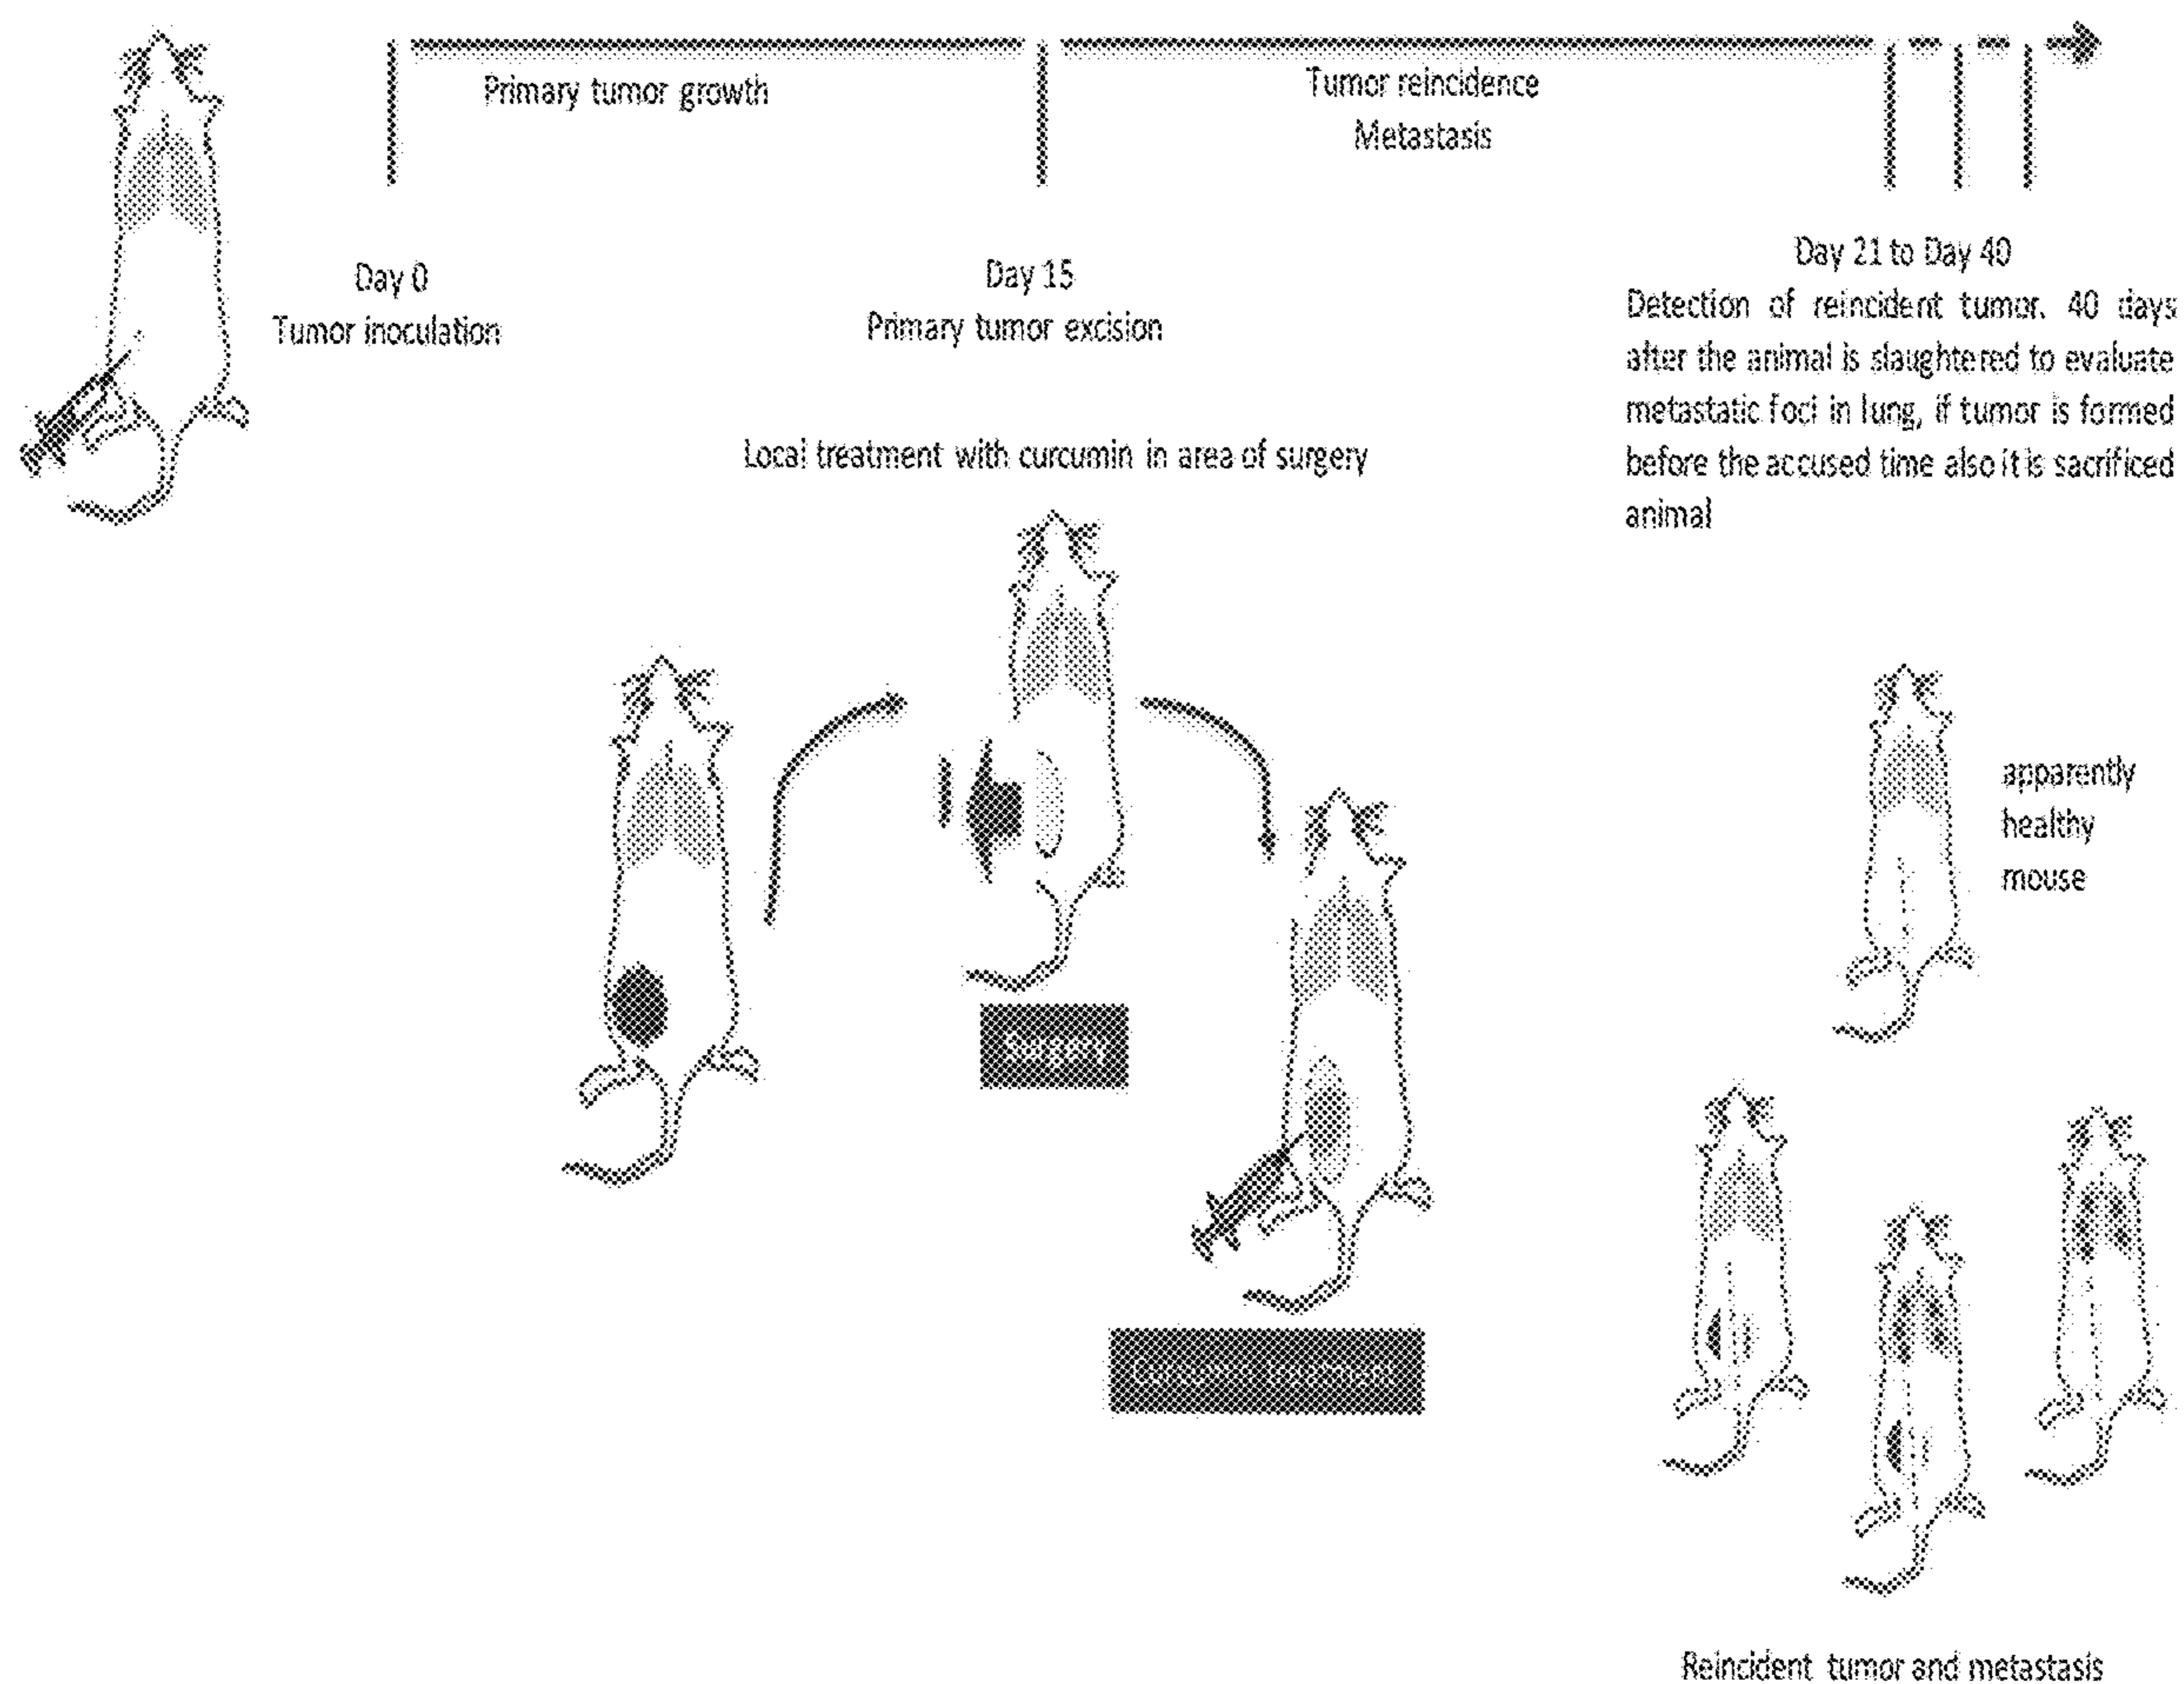 Primary tumor growth
Tumor reincidence
Metastasis
Day 0
Tumor inoculation
Day 15
Primary tumor excision
Day 21 to Day 40
Detection of reincident tumor. 40 days
after the animal is slaughtered to evaluate
metastatic foci in lung, if tumor is formed
before the accused time also it is sacrificed
animal
Local treatment with curcumin in area of surgery
apparently
healthy
mouse
Surgery
Curcumin treatment
Reincident tumor and metastasis